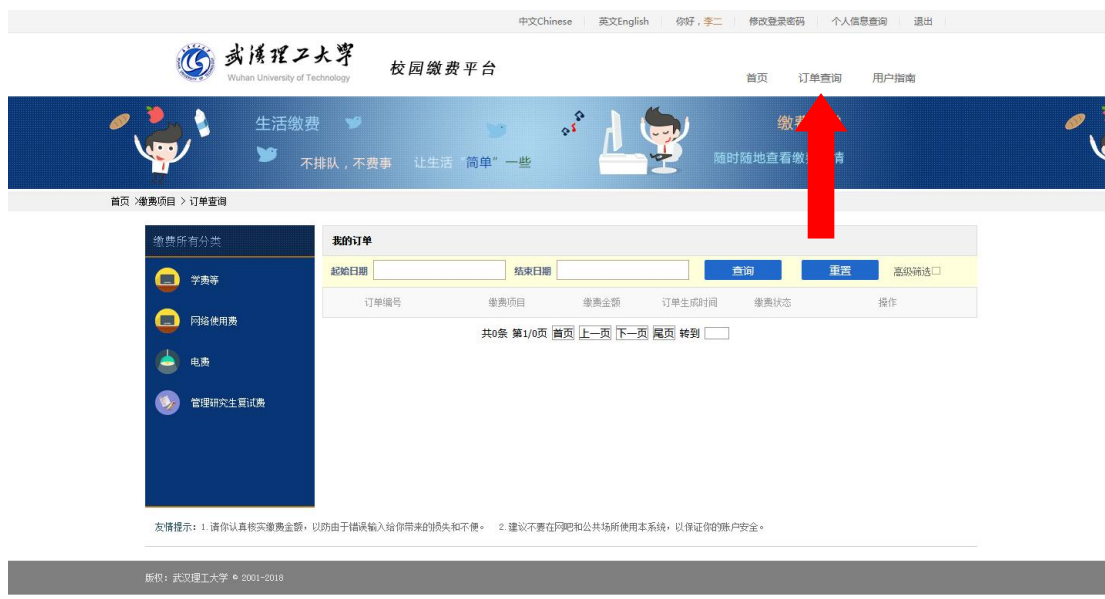 中文Chinese 英文English 你好，李二 修改登录密码 个人信息查询 退出
武汉理工大学
Wuhan University of Technology
校园缴费平台
首页 订单查询 用户指南
生活缴费
不排队，不费事 让生活“简单”一些
缴费
随时随地查看缴 情
首页 >缴费项目 > 订单查询
缴费所有分类
学费等
网络使用费
电费
管理研究生复试费
我的订单
起始日期 结束日期 查询 重置 高级筛选
订单编号 缴费项目 缴费金额 订单生成时间 缴费状态 操作
共0条 第1/0页 首页 上一页 下一页 尾页 转到
友情提示：1.请你认真核实缴费金额，以防由于错误输入给你带来的损失和不便。 2.建议不要在网吧和公共场所使用本系统，以保证你的账户安全。
版权：武汉理工大学 © 2001-2018